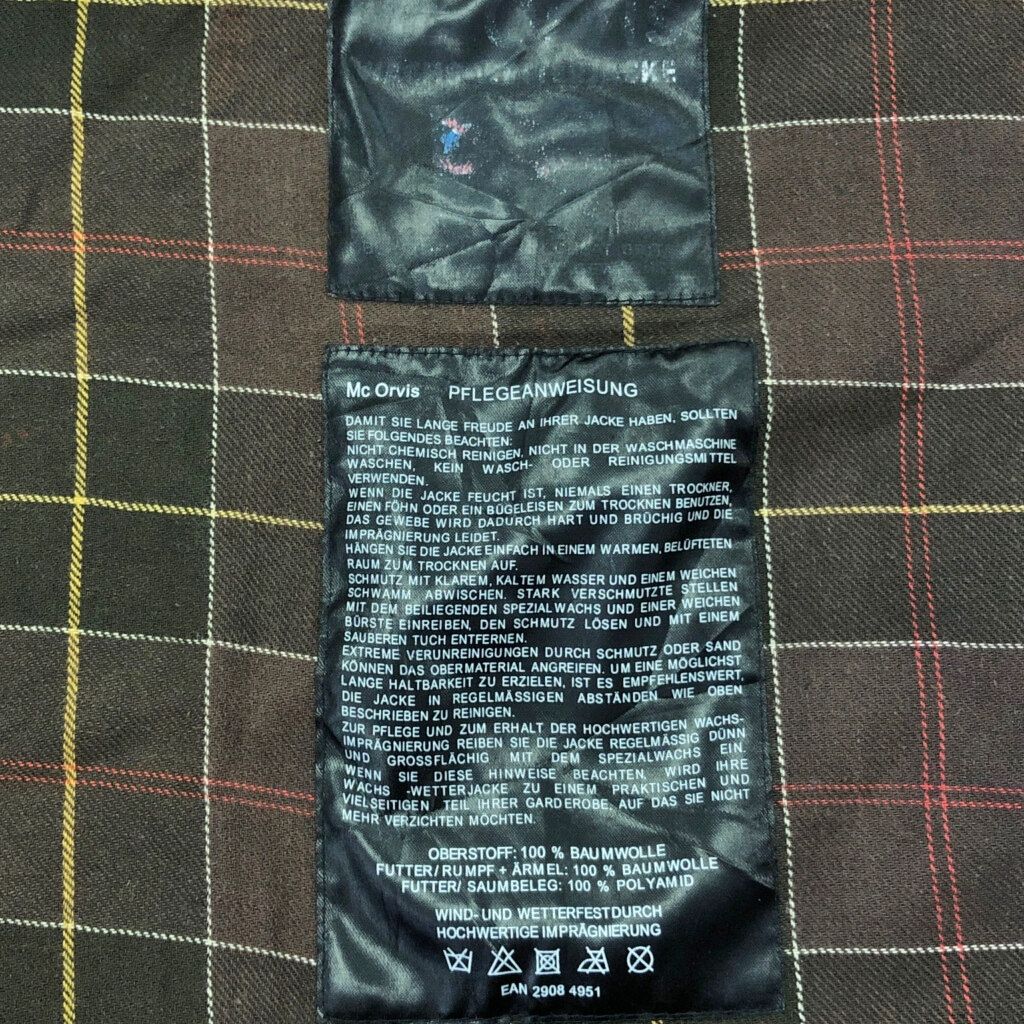 KE
Mc Orvis PFLEGEANWEISUNG
DAMIT SIE LANGE FREUDE AN IHRER JACKE HABEN, SOLLTEN
SIE FOLGENDES BEACHTEN:
NICHT CHEMISCH REINIGEN, NICHT IN DER WASCHMASCHINE
WASCHEN, KEIN WASCH- ODER REINIGUNGSMITTEL
VERWENDEN.
WENN DIE JACKE FEUCHT IST, NIEMALS EINEN TROCKNER,
EINEN FÖHN ODER EIN BÜGELEISEN ZUM TROCKNEN BENUTZEN,
DAS GEWEBE WIRD DADURCH HART UND BRÜCHIG UND DIE
IMPRÄGNIERUNG LEIDET.
HÄNGEN SIE DIE JACKE EINFACH IN EINEM WARMEN, BELÜFTETEN
RAUM ZUM TROCKNEN AUF.
SCHMUTZ MIT KLAREM, KALTEM WASSER UND EINEM WEICHEN
SCHWAMM ABWISCHEN. STARK VERSCHMUTZTE STELLEN
MIT DEM BEILIEGENDEN SPEZIALWACHS UND EINER WEICHEN
BÜRSTE EINREIBEN, DEN SCHMUTZ LÖSEN UND MIT EINEM
SAUBEREN TUCH ENTFERNEN.
EXTREME VERUNREINIGUNGEN DURCH SCHMUTZ ODER SAND
KÖNNEN DAS OBERMATERIAL ANGREIFEN. UM EINE MÖGLICHST
LANGE HALTBARKEIT ZU ERZIELEN, IST ES EMPFEHLENSWERT,
DIE JACKE IN REGELMÄSSIGEN ABSTÄNDEN WIE OBEN
BESCHRIEBEN ZU REINIGEN.
ZUR PFLEGE UND ZUM ERHALT DER HOCHWERTIGEN WACHS-
IMPRÄGNIERUNG REIBEN SIE DIE JACKE REGELMÄSSIG DÜNN
UND GROSSFLÄCHIG MIT DEM SPEZIALWACHS EIN.
WENN SIE DIESE HINWEISE BEACHTEN, WIRD IHRE
WACHS -WETTERJACKE ZU EINEM PRAKTISCHEN UND
VIELSEITIGEN TEIL IHRER GARDEROBE, AUF DAS SIE NICHT
MEHR VERZICHTEN MÖCHTEN.
OBERSTOFF: 100 % BAUMWOLLE
FUTTER/ RUMPF + ÄRMEL: 100 % BAUMWOLLE
FUTTER/ SAUMBELEG: 100 % POLYAMID
WIND- UND WETTERFEST DURCH
HOCHWERTIGE IMPRÄGNIERUNG
EAN 2908 4951